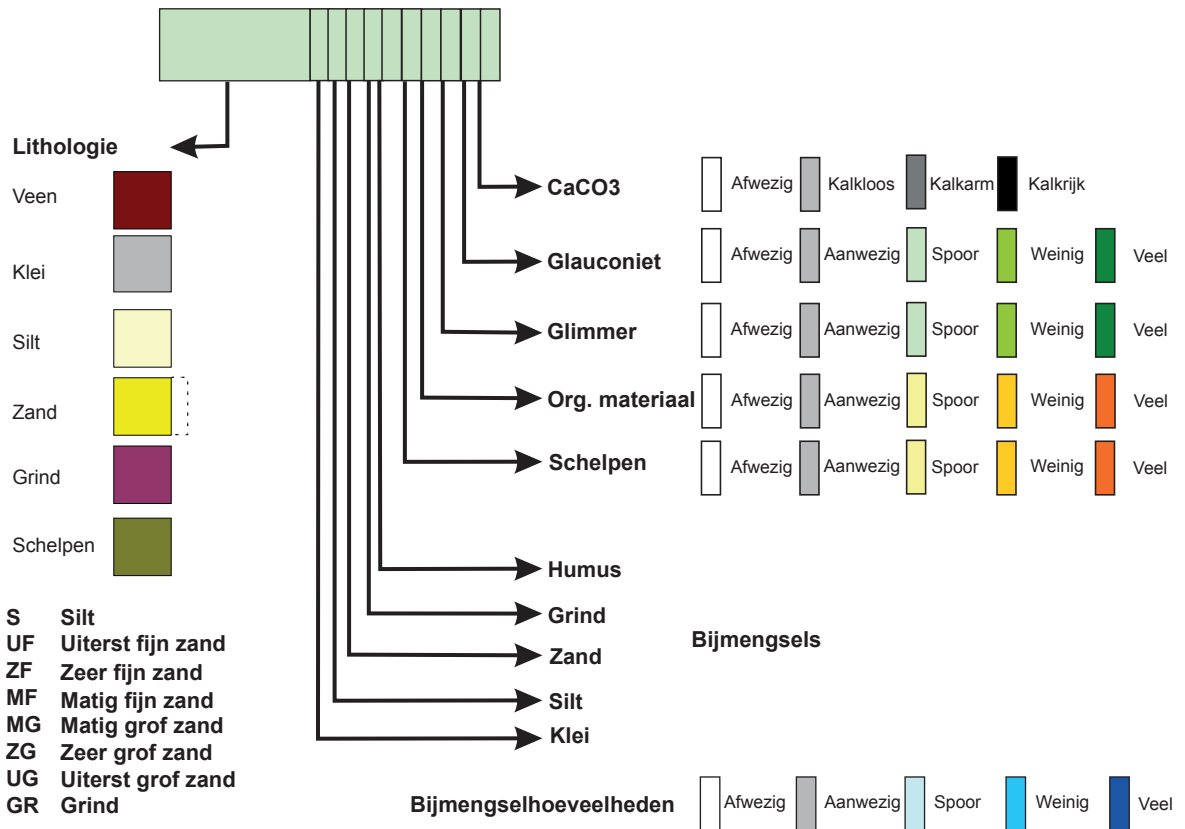 Lithologie
Veen
Klei
Silt
Zand
Grind
Schelpen
S Silt
UF Uiterst fijn zand
ZF Zeer fijn zand
MF Matig fijn zand
MG Matig grof zand
ZG Zeer grof zand
UG Uiterst grof zand
GR Grind
CaCO3 Afwezig Kalkloos Kalkarm Kalkrijk
Glauconiet Afwezig Aanwezig Spoor Weinig Veel
Glimmer Afwezig Aanwezig Spoor Weinig Veel
Org. materiaal Afwezig Aanwezig Spoor Weinig Veel
Schelpen Afwezig Aanwezig Spoor Weinig Veel
Humus
Grind
Zand
Silt
Klei
Bijmengsels
Bijmengselhoeveelheden Afwezig Aanwezig Spoor Weinig Veel